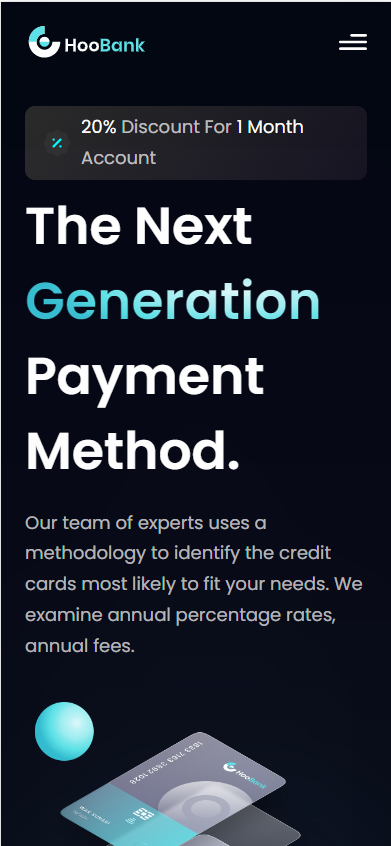 HooBank
20% Discount For 1 Month
Account
The Next
Generation
Payment
Method.
Our team of experts uses a
methodology to identify the credit
cards most likely to fit your needs. We
examine annual percentage rates,
annual fees.
HooBank